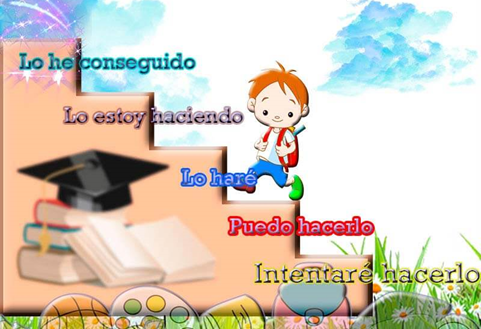 Lo he conseguido
Lo estoy haciendo
Lo haré
Puedo hacerlo
Intentaré hacerlo